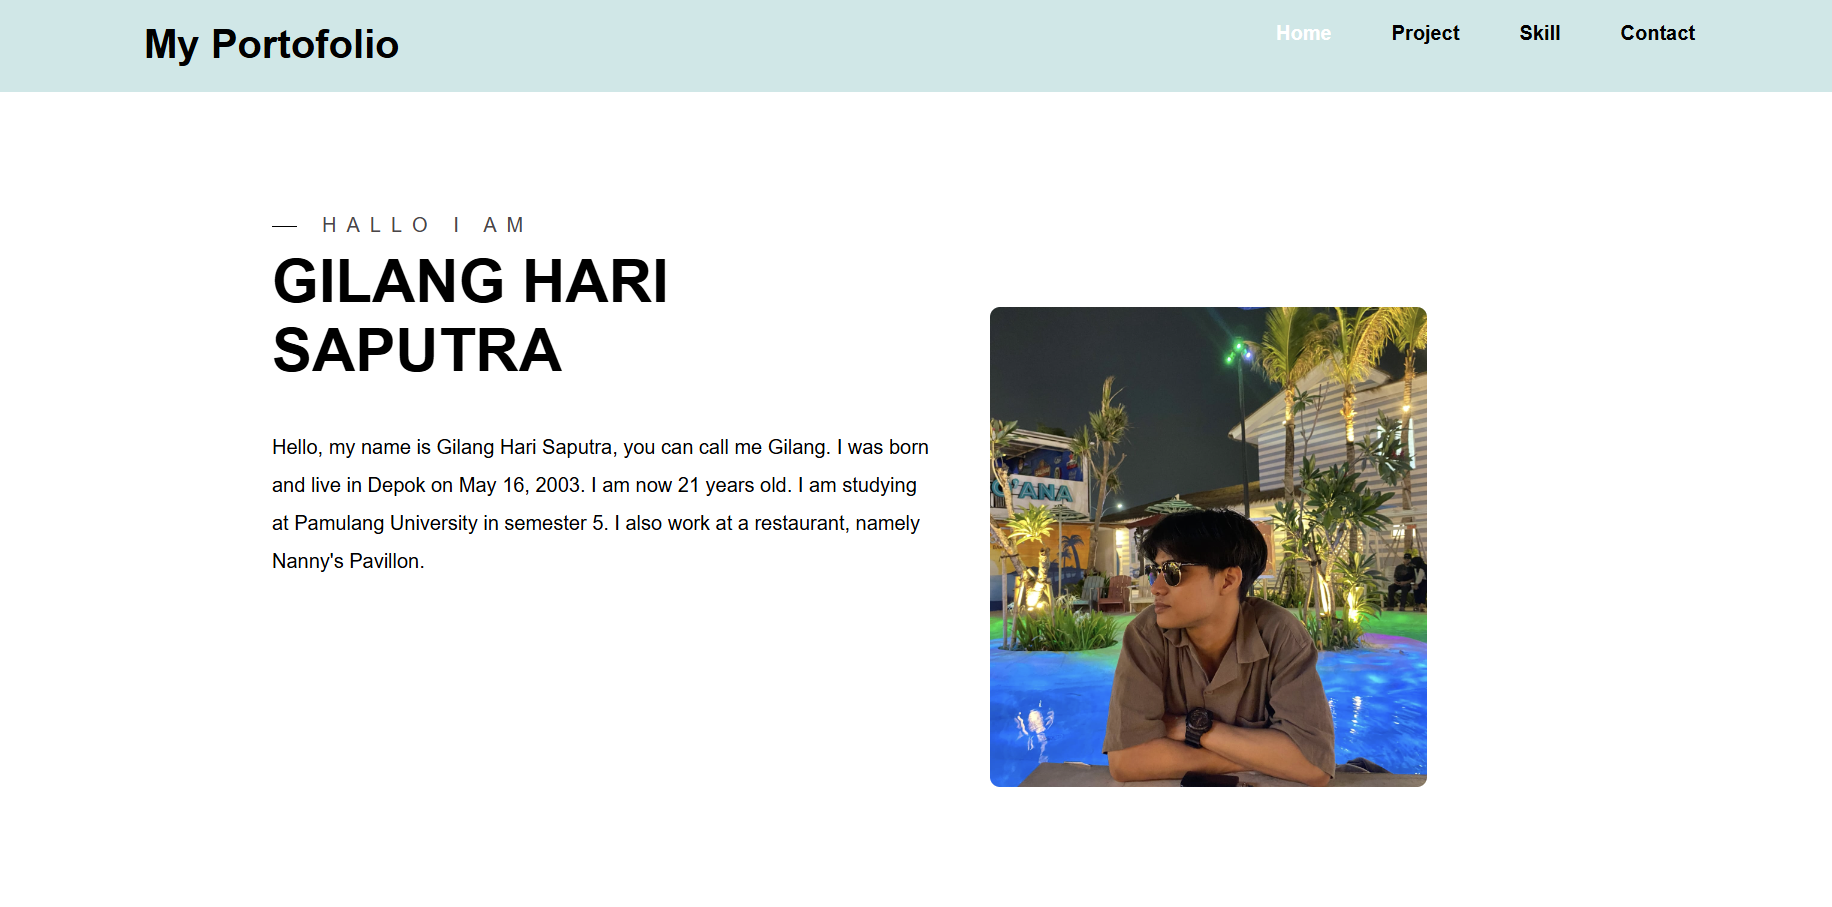 My Portofolio
Home Project Skill Contact
— HALLO I AM
GILANG HARI
SAPUTRA
Hello, my name is Gilang Hari Saputra, you can call me Gilang. I was born
and live in Depok on May 16, 2003. I am now 21 years old. I am studying
at Pamulang University in semester 5. I also work at a restaurant, namely
Nanny's Pavillon.
'ANA